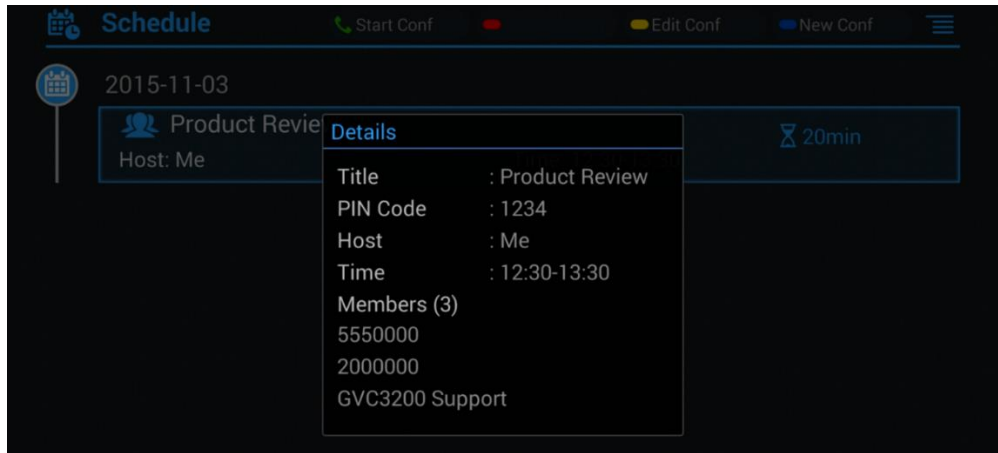 Schedule
Start Conf
Edit Conf
New Conf
2015-11-03
Product Revie
Host: Me
20min
Details
Title : Product Review
PIN Code : 1234
Host : Me
Time : 12:30-13:30
Members (3)
5550000
2000000
GVC3200 Support